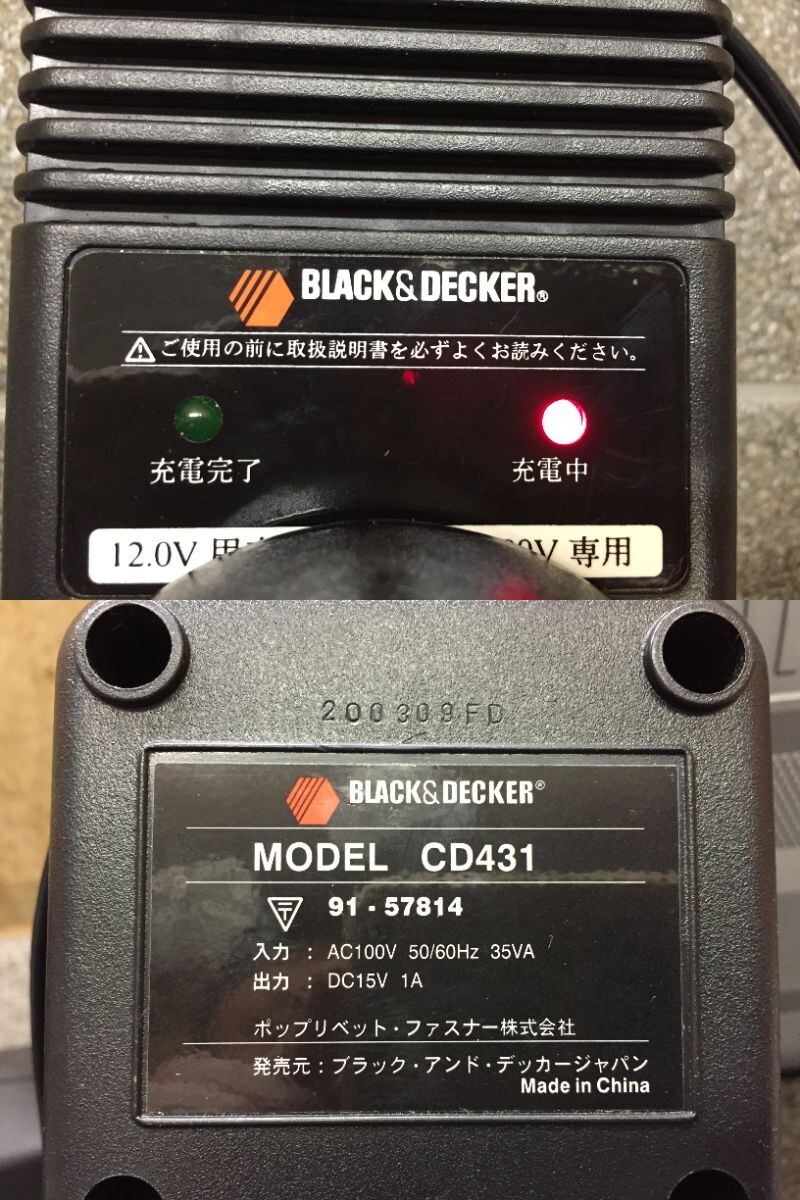 BLACK&DECKER®
ご使用の前に取扱説明書を必ずよくお読みください。
充電完了 充電中
12.0V 専用
200309FD
BLACK&DECKER®
MODEL CD431
91-57814
入力 : AC100V 50/60Hz 35VA
出力 : DC15V 1A
ポップリベット・ファスナー株式会社
発売元 : ブラック・アンド・デッカージャパン
Made in China